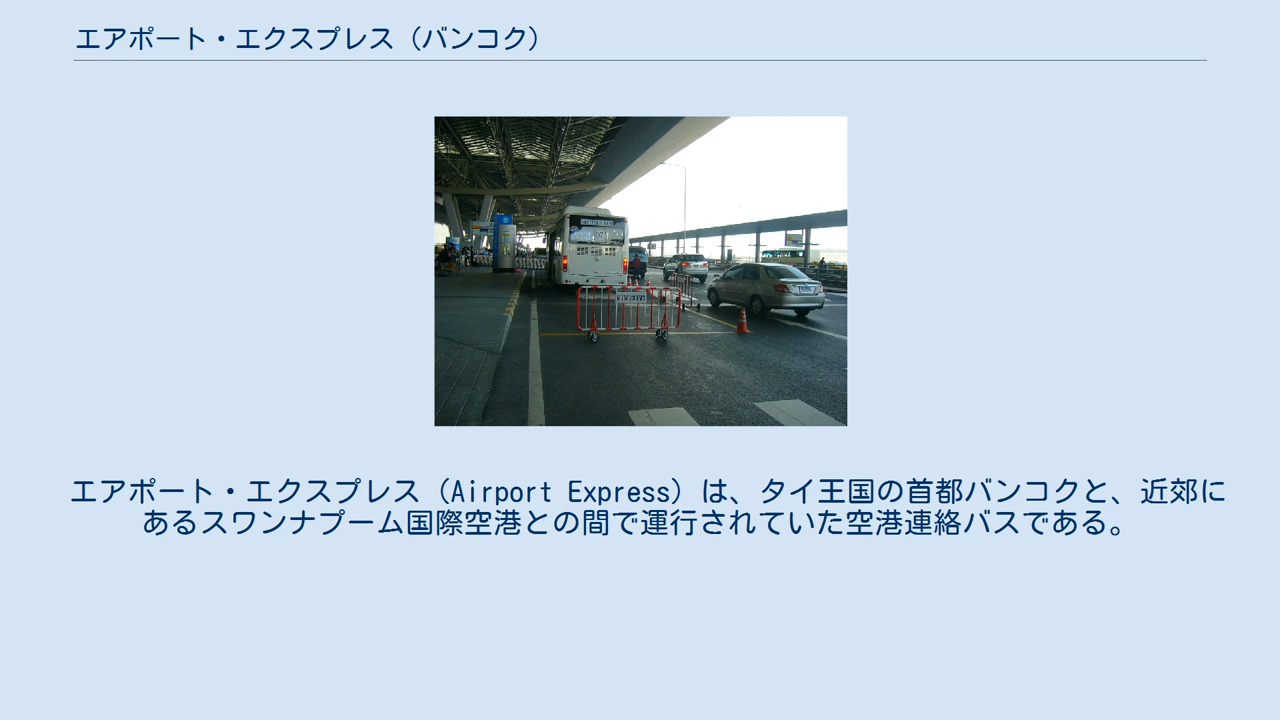 エアポート・エクスプレス（バンコク）
エアポート・エクスプレス（Airport Express）は、タイ王国の首都バンコクと、近郊に
あるスワンナプーム国際空港との間で運行されていた空港連絡バスである。